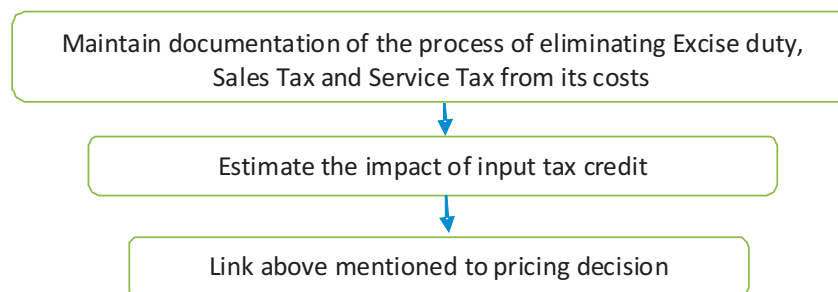 Maintain documentation of the process of eliminating Excise duty,
Sales Tax and Service Tax from its costs
Estimate the impact of input tax credit
Link above mentioned to pricing decision